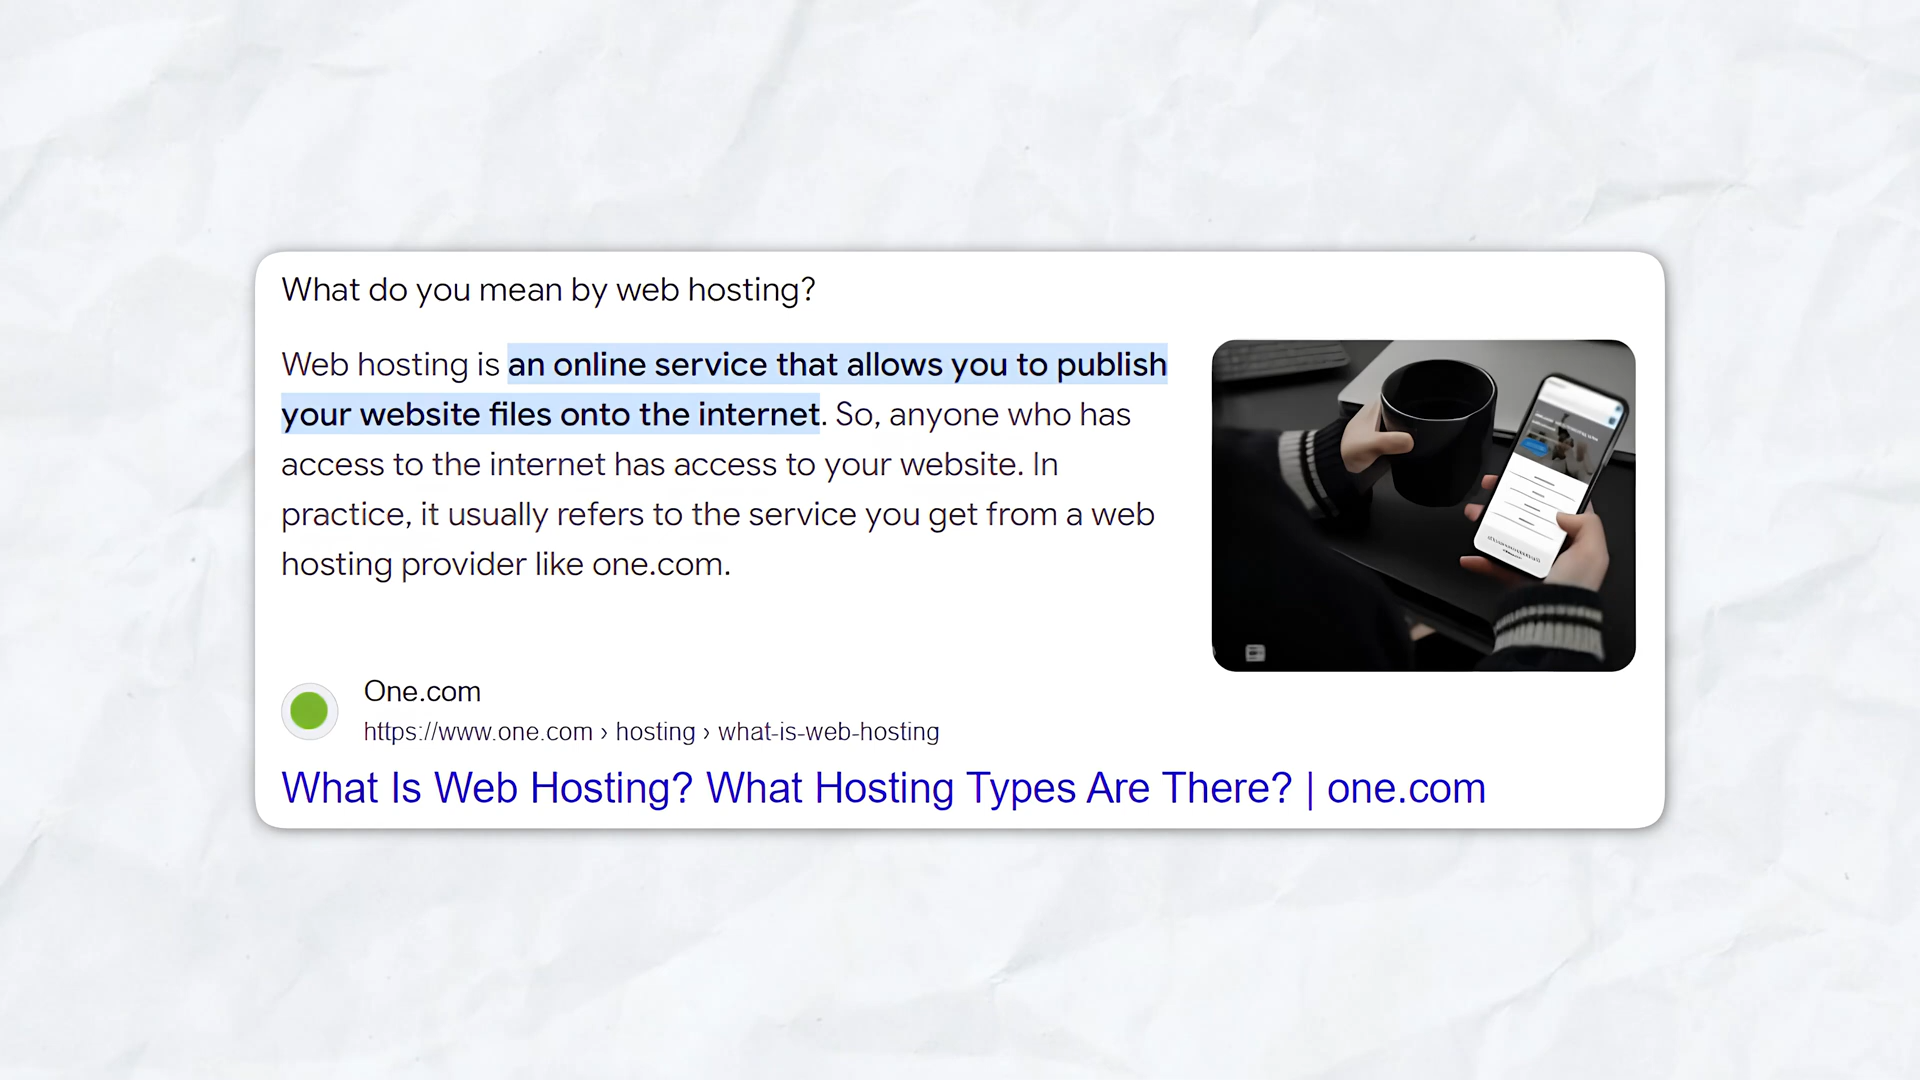 What do you mean by web hosting?
Web hosting is an online service that allows you to publish
your website files onto the internet. So, anyone who has
access to the internet has access to your website. In
practice, it usually refers to the service you get from a web
hosting provider like one.com.
One.com
https://www.one.com › hosting › what-is-web-hosting
What Is Web Hosting? What Hosting Types Are There? | one.com